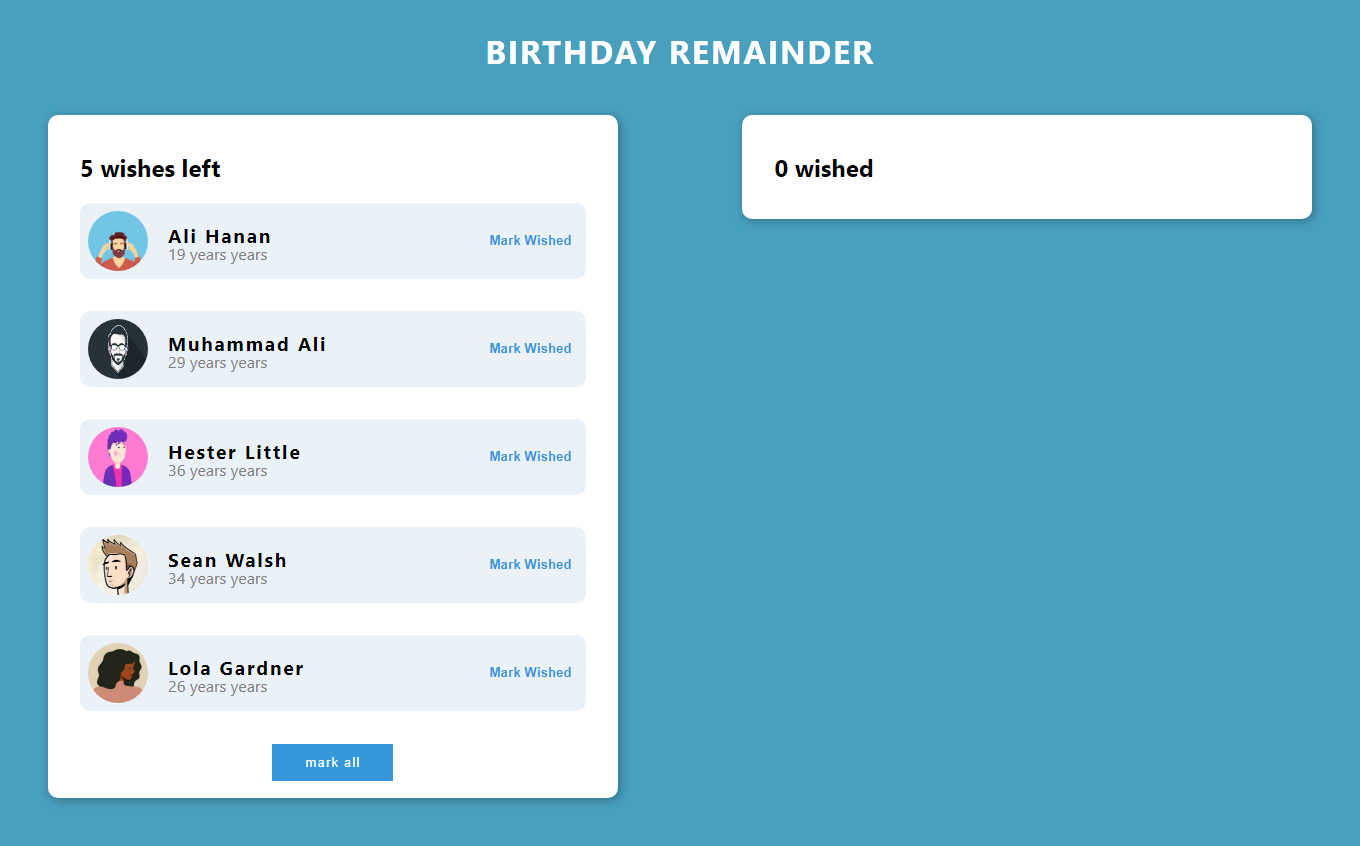 BIRTHDAY REMAINDER
5 wishes left
Ali Hanan
19 years years
Mark Wished
Muhammad Ali
29 years years
Mark Wished
Hester Little
36 years years
Mark Wished
Sean Walsh
34 years years
Mark Wished
Lola Gardner
26 years years
Mark Wished
mark all
0 wished